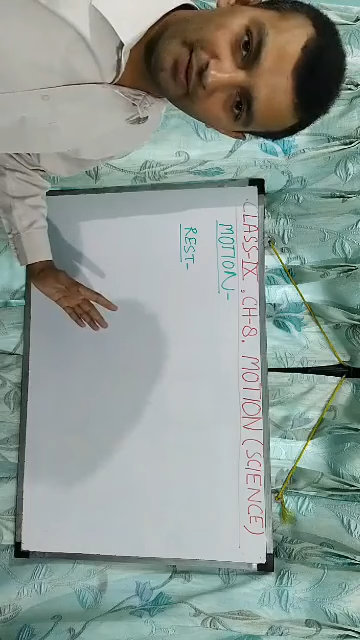 CLASS-IX, CH-8, MOTION (SCIENCE)
MOTION-
REST-